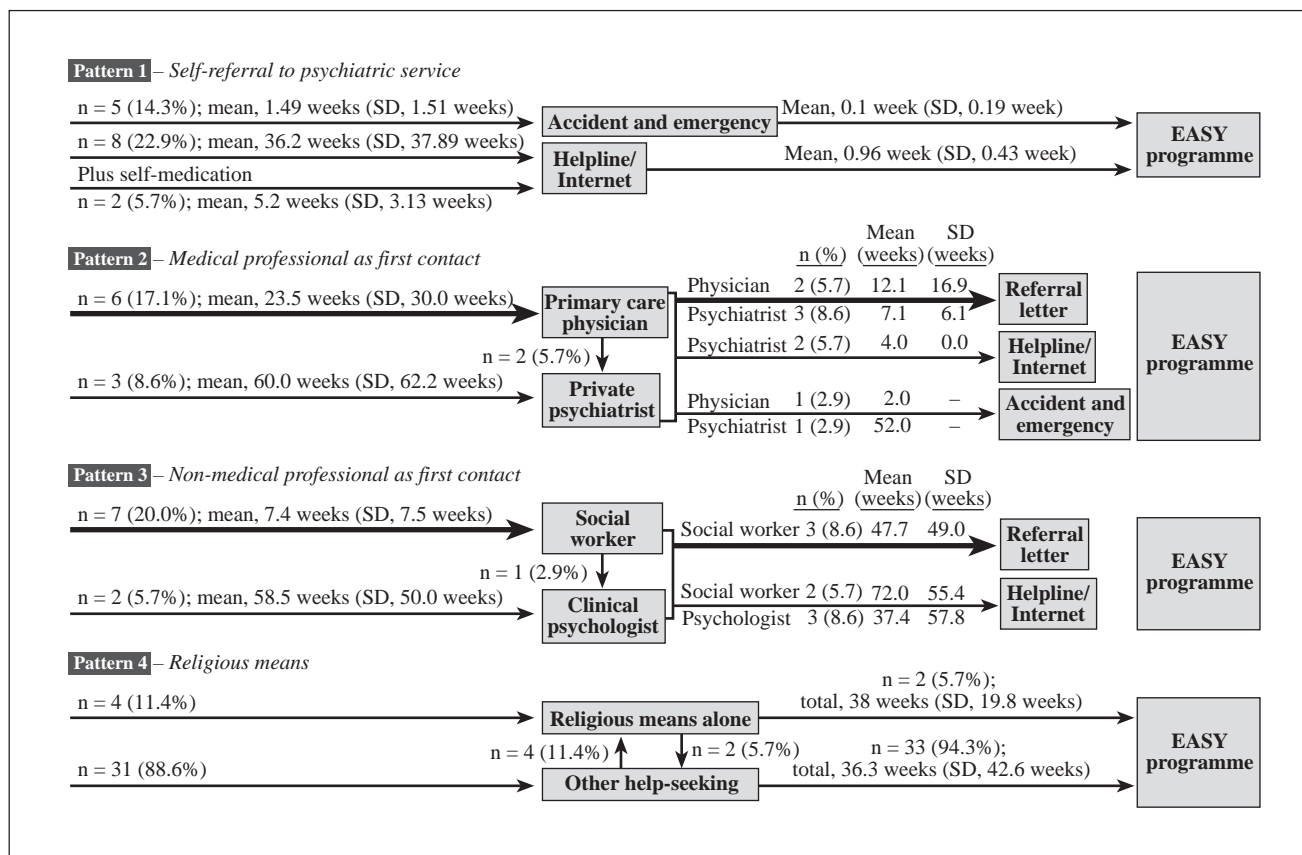 Pattern 1 – Self-referral to psychiatric service
n = 5 (14.3%); mean, 1.49 weeks (SD, 1.51 weeks)
Accident and emergency
Mean, 0.1 week (SD, 0.19 week)
n = 8 (22.9%); mean, 36.2 weeks (SD, 37.89 weeks)
Helpline/
Internet
Mean, 0.96 week (SD, 0.43 week)
Plus self-medication
n = 2 (5.7%); mean, 5.2 weeks (SD, 3.13 weeks)
EASY
programme
Pattern 2 – Medical professional as first contact
n (%) Mean (weeks) SD (weeks)
n = 6 (17.1%); mean, 23.5 weeks (SD, 30.0 weeks)
Primary care
physician
n = 2 (5.7%)
n = 3 (8.6%); mean, 60.0 weeks (SD, 62.2 weeks)
Private
psychiatrist
Physician 2 (5.7) 12.1 16.9
Psychiatrist 3 (8.6) 7.1 6.1
Referral
letter
Psychiatrist 2 (5.7) 4.0 0.0
Helpline/
Internet
Physician 1 (2.9) 2.0 –
Psychiatrist 1 (2.9) 52.0 –
Accident and
emergency
EASY
programme
Pattern 3 – Non-medical professional as first contact
n (%) Mean (weeks) SD (weeks)
n = 7 (20.0%); mean, 7.4 weeks (SD, 7.5 weeks)
Social
worker
n = 1 (2.9%)
n = 2 (5.7%); mean, 58.5 weeks (SD, 50.0 weeks)
Clinical
psychologist
Social worker 3 (8.6) 47.7 49.0
Referral
letter
Social worker 2 (5.7) 72.0 55.4
Psychologist 3 (8.6) 37.4 57.8
Helpline/
Internet
EASY
programme
Pattern 4 – Religious means
n = 4 (11.4%)
Religious means alone
n = 2 (5.7%);
total, 38 weeks (SD, 19.8 weeks)
n = 4 (11.4%)
n = 2 (5.7%)
n = 31 (88.6%)
Other help-seeking
n = 33 (94.3%);
total, 36.3 weeks (SD, 42.6 weeks)
EASY
programme